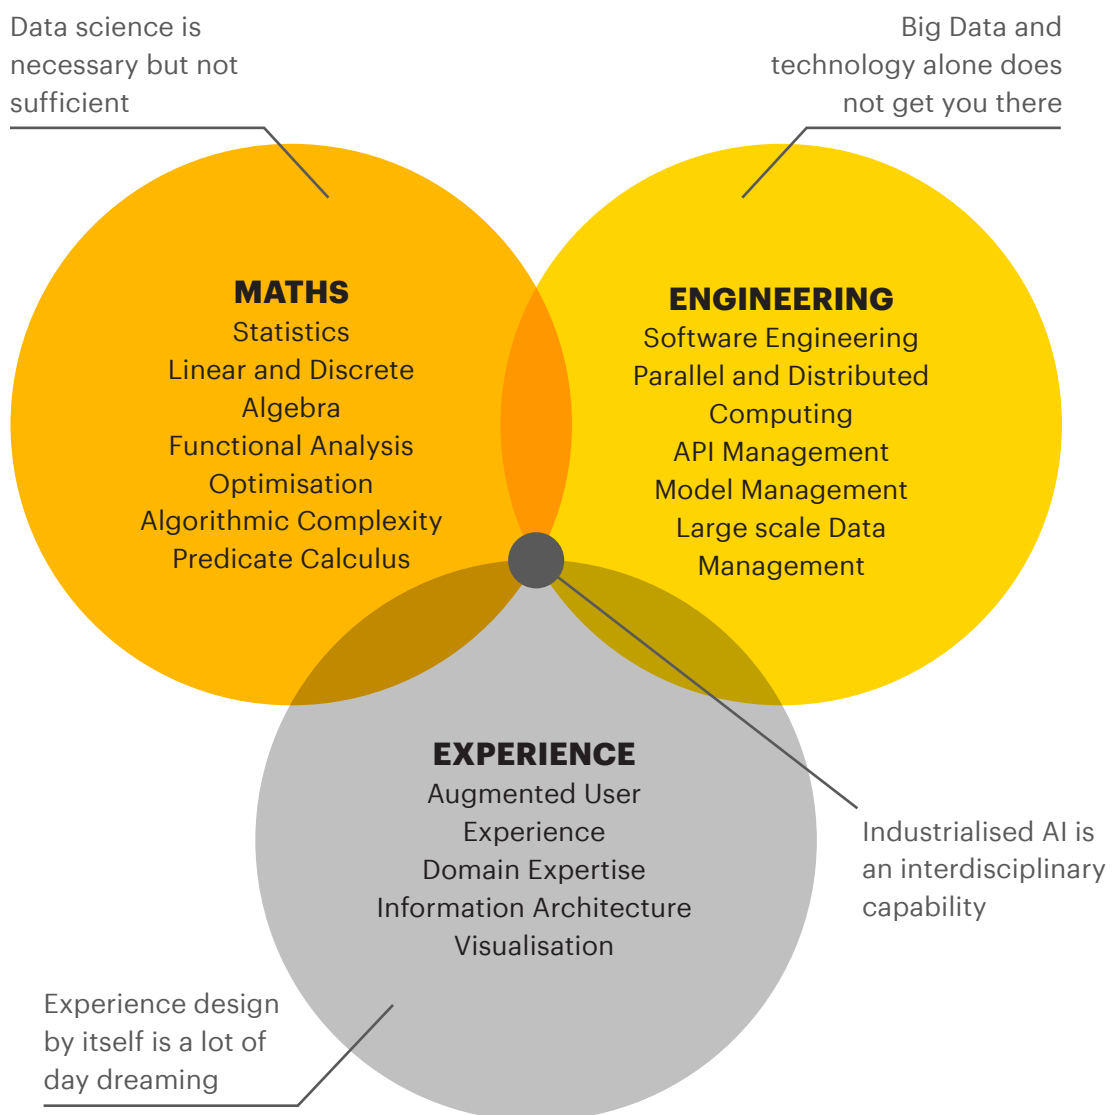 Data science is
necessary but not
sufficient
Big Data and
technology alone does
not get you there
MATHS
Statistics
Linear and Discrete
Algebra
Functional Analysis
Optimisation
Algorithmic Complexity
Predicate Calculus
ENGINEERING
Software Engineering
Parallel and Distributed
Computing
API Management
Model Management
Large scale Data
Management
EXPERIENCE
Augmented User
Experience
Domain Expertise
Information Architecture
Visualisation
Industrialised AI is
an interdisciplinary
capability
Experience design
by itself is a lot of
day dreaming